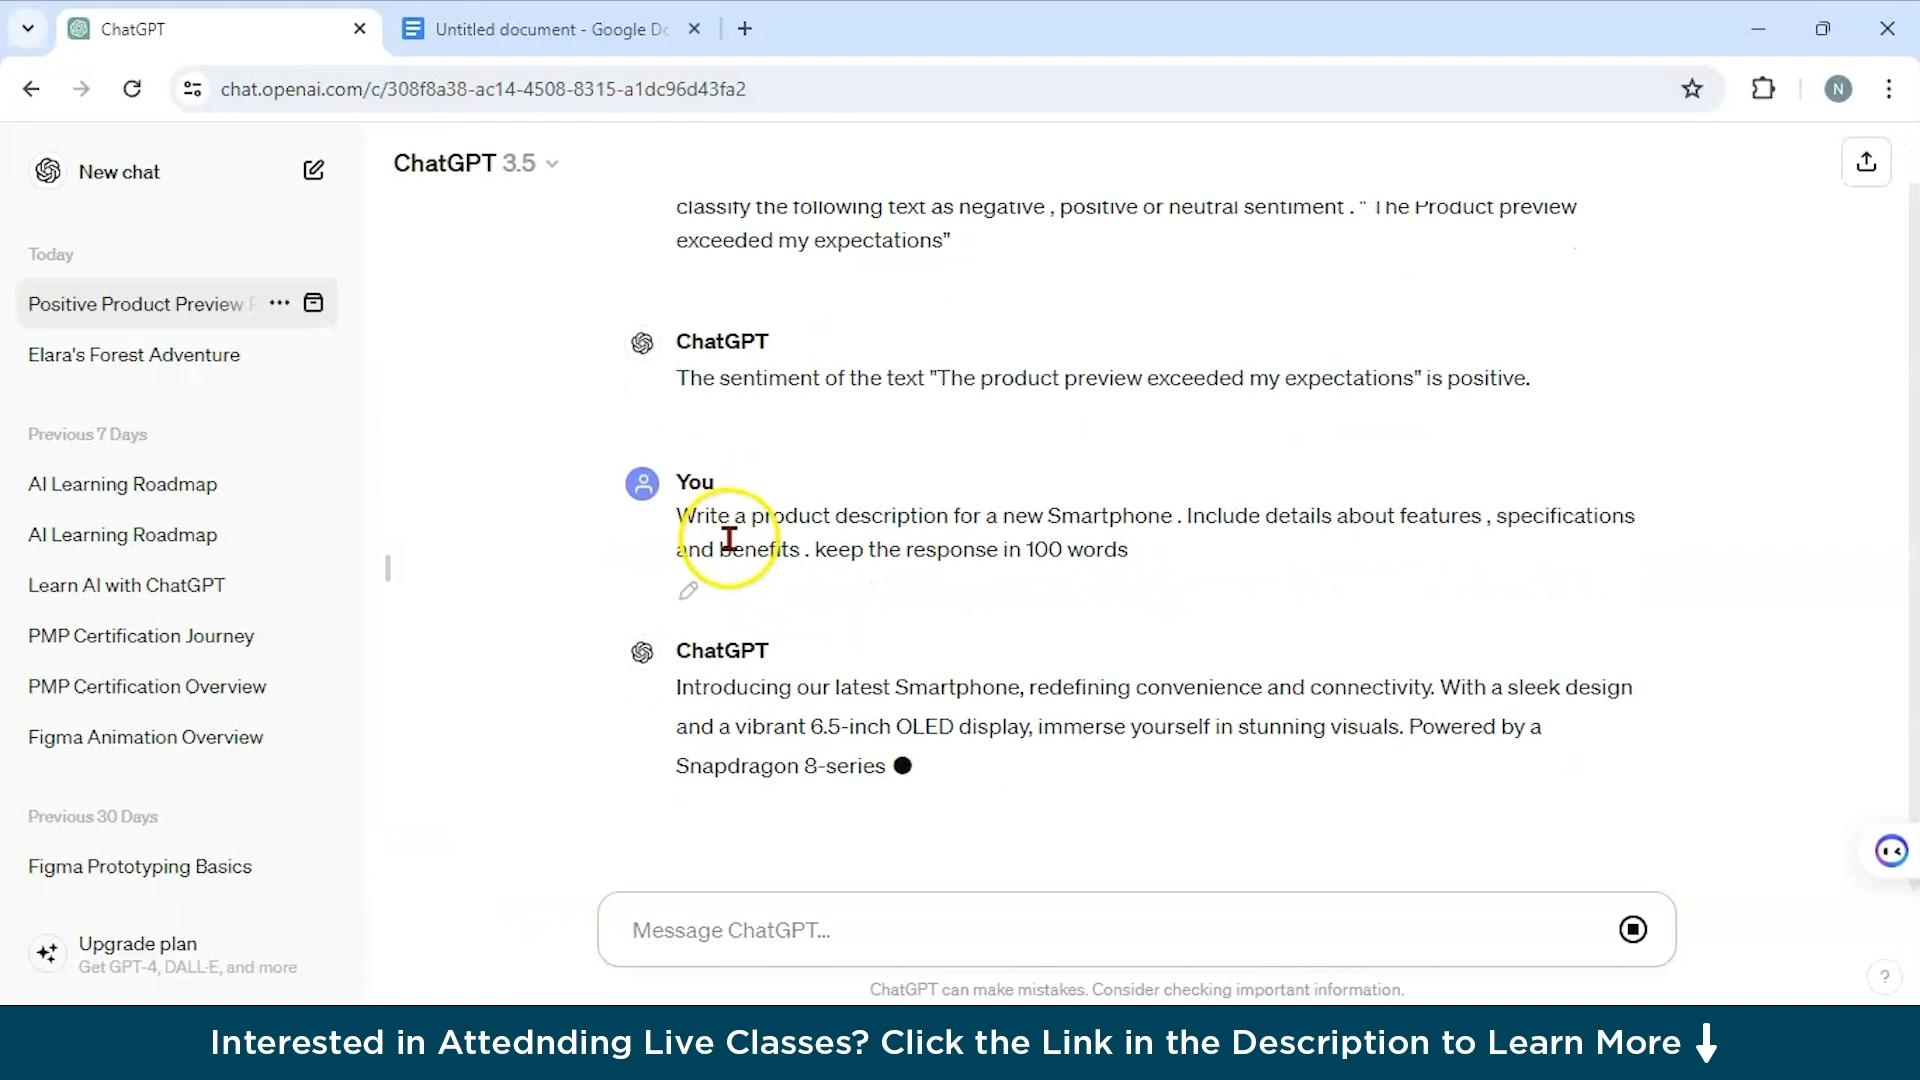 ChatGPT
Untitled document - Google Do
chat.openai.com/c/308f8a38-ac14-4508-8315-a1dc96d43fa2
N
New chat
ChatGPT 3.5
Today
Positive Product Preview
Elara's Forest Adventure
Previous 7 Days
AI Learning Roadmap
AI Learning Roadmap
Learn AI with ChatGPT
PMP Certification Journey
PMP Certification Overview
Figma Animation Overview
Previous 30 Days
Figma Prototyping Basics
Upgrade plan
Get GPT-4, DALL·E, and more
classify the following text as negative , positive or neutral sentiment . " The Product preview
exceeded my expectations"
ChatGPT
The sentiment of the text "The product preview exceeded my expectations" is positive.
You
Write a product description for a new Smartphone . Include details about features , specifications
and benefits . keep the response in 100 words
ChatGPT
Introducing our latest Smartphone, redefining convenience and connectivity. With a sleek design
and a vibrant 6.5-inch OLED display, immerse yourself in stunning visuals. Powered by a
Snapdragon 8-series
Message ChatGPT...
ChatGPT can make mistakes. Consider checking important information.
?
Interested in Attednding Live Classes? Click the Link in the Description to Learn More